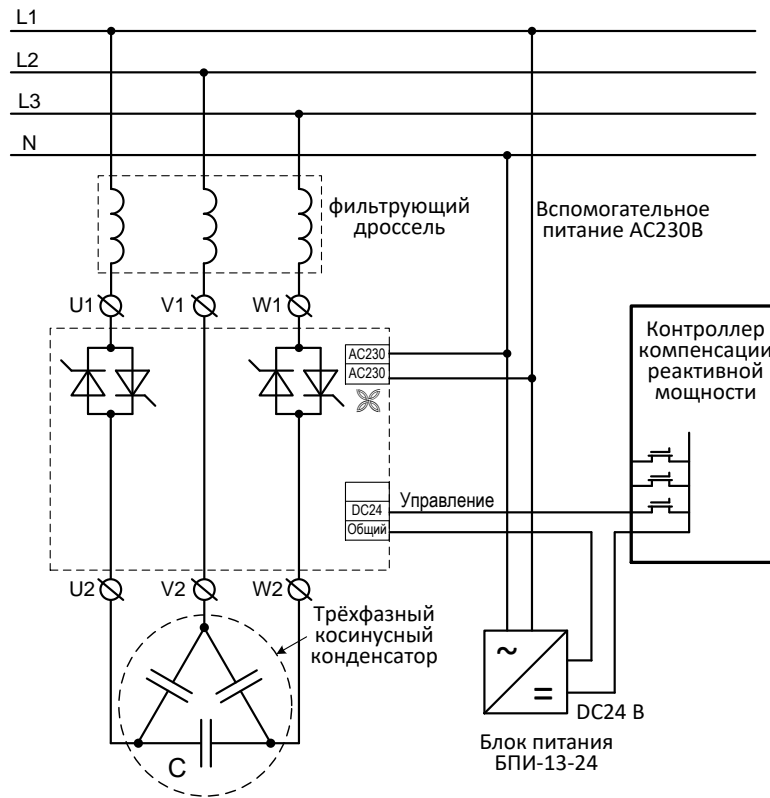 L1
L2
L3
N
фильтрующий
дроссель
Вспомогательное
питание AC230В
U1
V1
W1
AC230
AC230
Контроллер
компенсации
реактивной
мощности
DC24
Управление
Общий
U2
V2
W2
Трёхфазный
косинусный
конденсатор
C
~
=
DC24 В
Блок питания
БПИ-13-24